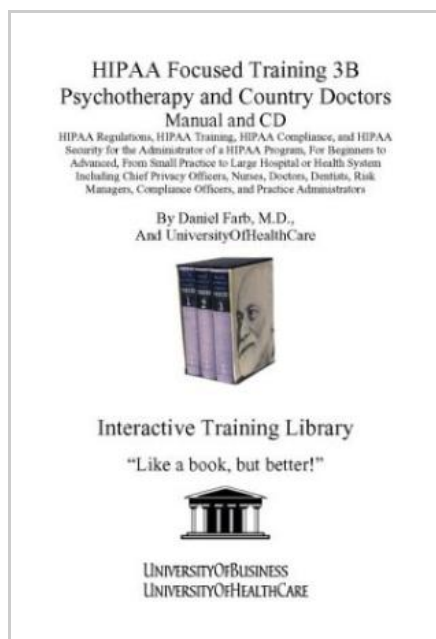 HIPAA Focused Training 3B
Psychotherapy and Country Doctors
Manual and CD
HIPAA Regulations, HIPAA Training, HIPAA Compliance, and HIPAA
Security for the Administrator of a HIPAA Program, For Beginners to
Advanced, From Small Practice to Large Hospital or Health System
Including Chief Privacy Officers, Nurses, Doctors, Dentists, Risk
Managers, Compliance Officers, and Practice Administrators
By Daniel Farb, M.D.,
And UniversityOfHealthCare
1
2
3
Interactive Training Library
“Like a book, but better!”
UNIVERSITYOFBUSINESS
UNIVERSITYOFHEALTHCARE